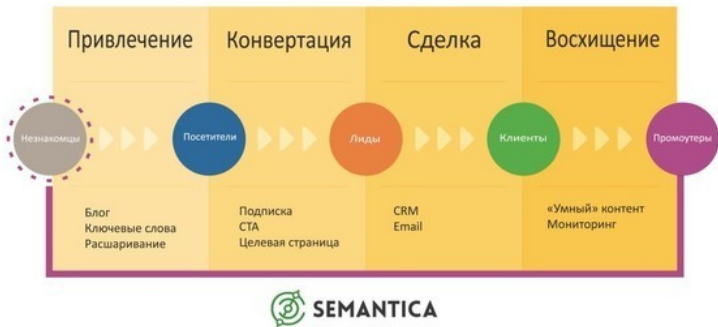 Привлечение
Конвертация
Сделка
Восхищение
Незнакомцы
Посетители
Лиды
Клиенты
Промоутеры
Блог
Ключевые слова
Расшаривание
Подписка
СТА
Целевая страница
CRM
Email
«Умный» контент
Мониторинг
SEMANTICA